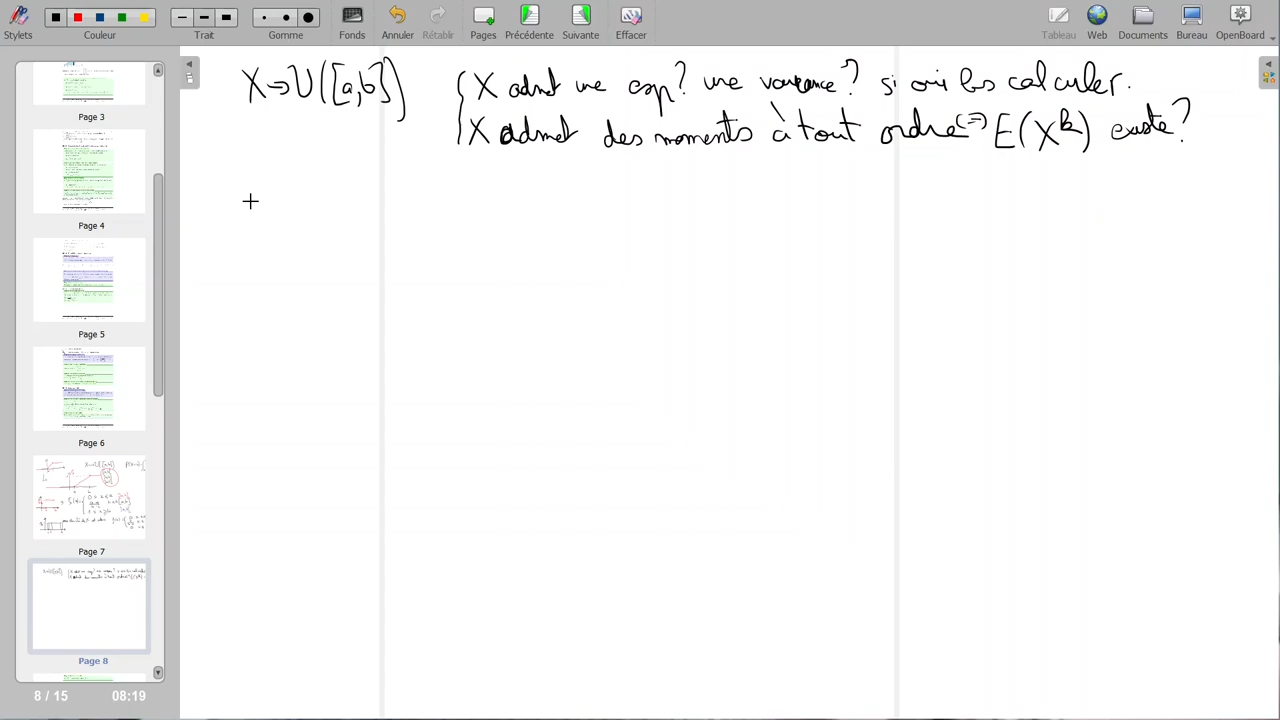 Stylets
Couleur
Trait
Gomme
Fonds
Annuler
Rétablir
Pages
Précédente
Suivante
Effacer
Tableau
Web
Documents
Bureau
OpenBoard
Page 3
Page 4
Page 5
Page 6
Page 7
Page 8
8 / 15
08:19
X ↪ U([a,b])
X admet une esp? une variance? si oui les calculer.
X admet des moments à tout ordre ⇔ E(X^k) existe?